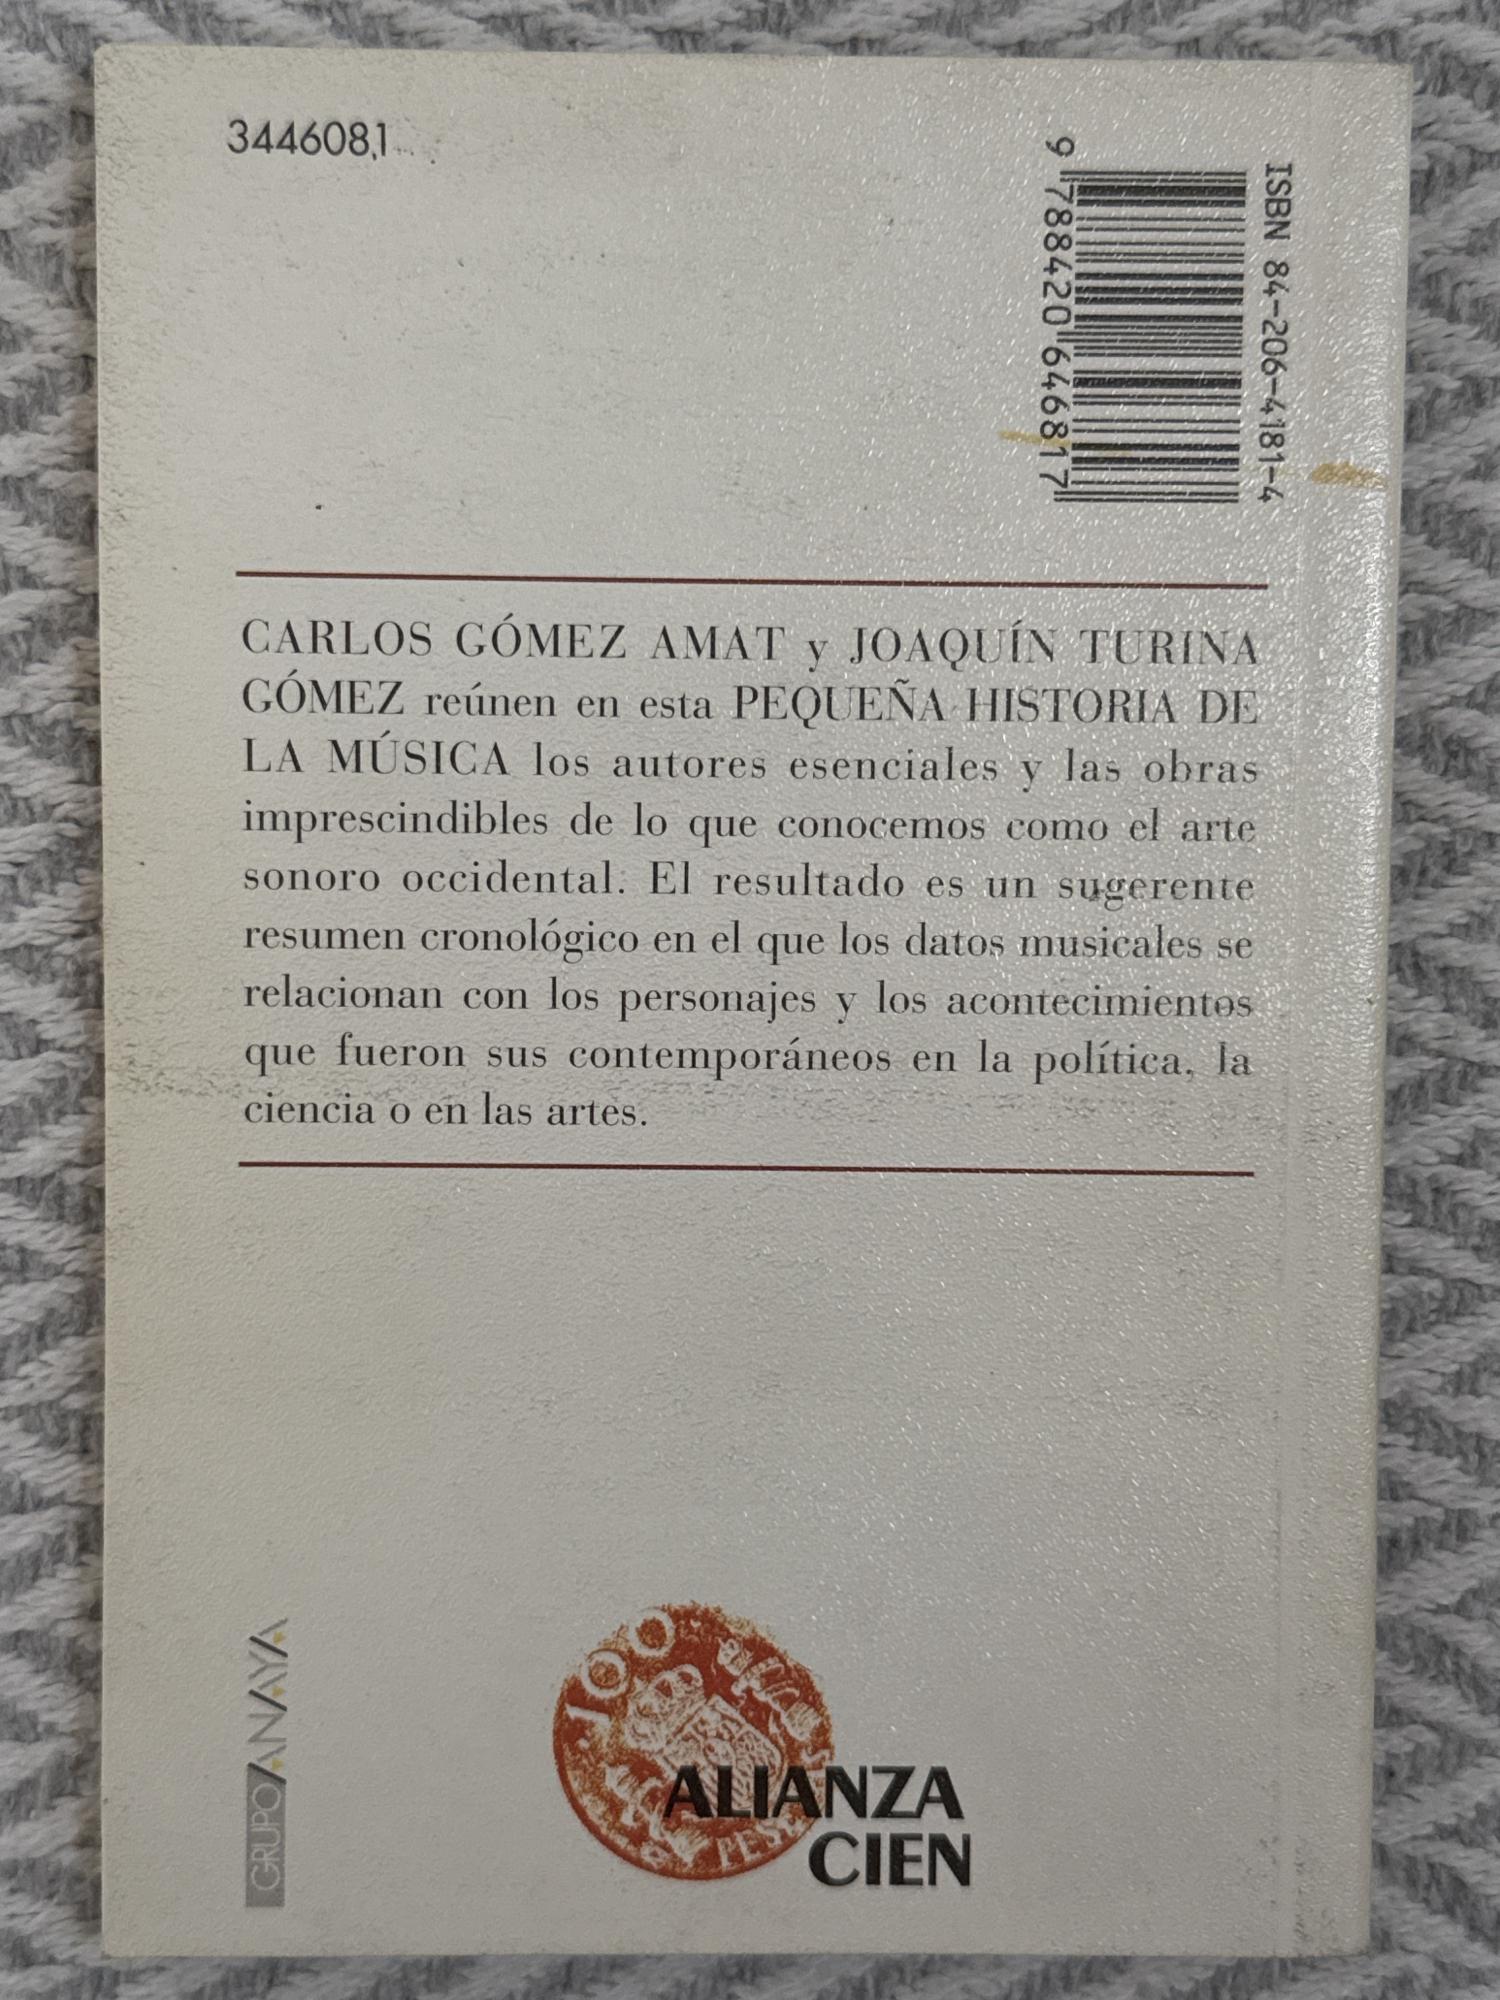 3446081
ISBN 84-206-4181-4
9 788420 646817
CARLOS GÓMEZ AMAT y JOAQUÍN TURINA
GÓMEZ reúnen en esta PEQUEÑA HISTORIA DE
LA MÚSICA los autores esenciales y las obras
imprescindibles de lo que conocemos como el arte
sonoro occidental. El resultado es un sugerente
resumen cronológico en el que los datos musicales se
relacionan con los personajes y los acontecimientos
que fueron sus contemporáneos en la política, la
ciencia o en las artes.
GRUPO ANAYA
100
ALIANZA
CIEN